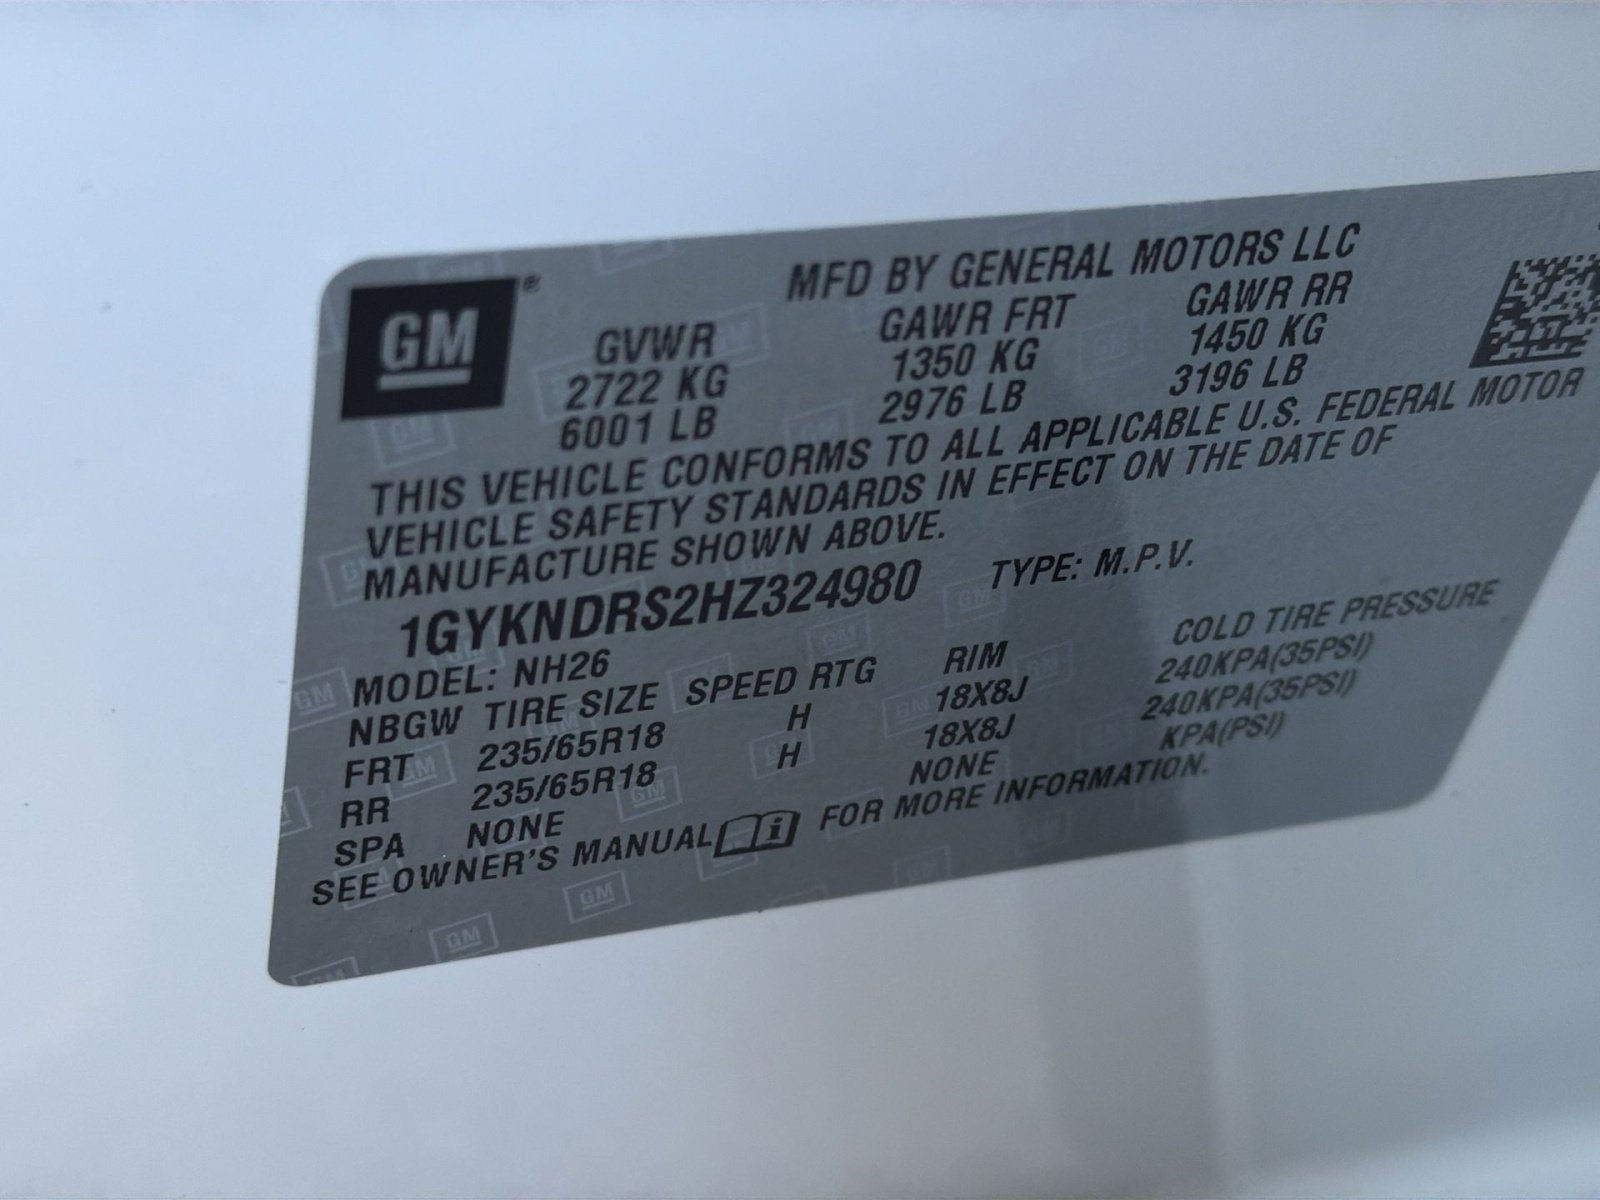 GM®
MFD BY GENERAL MOTORS LLC
GVWR GAWR FRT GAWR RR
2722 KG 1350 KG 1450 KG
6001 LB 2976 LB 3196 LB
THIS VEHICLE CONFORMS TO ALL APPLICABLE U.S. FEDERAL MOTOR
VEHICLE SAFETY STANDARDS IN EFFECT ON THE DATE OF
MANUFACTURE SHOWN ABOVE.
1GYKNDRS2HZ324980 TYPE: M.P.V.
MODEL: NH26
NBGW TIRE SIZE SPEED RTG RIM COLD TIRE PRESSURE
FRT 235/65R18 H 18X8J 240KPA(35PSI)
RR 235/65R18 H 18X8J 240KPA(35PSI)
SPA NONE NONE KPA(PSI)
SEE OWNER'S MANUAL FOR MORE INFORMATION.